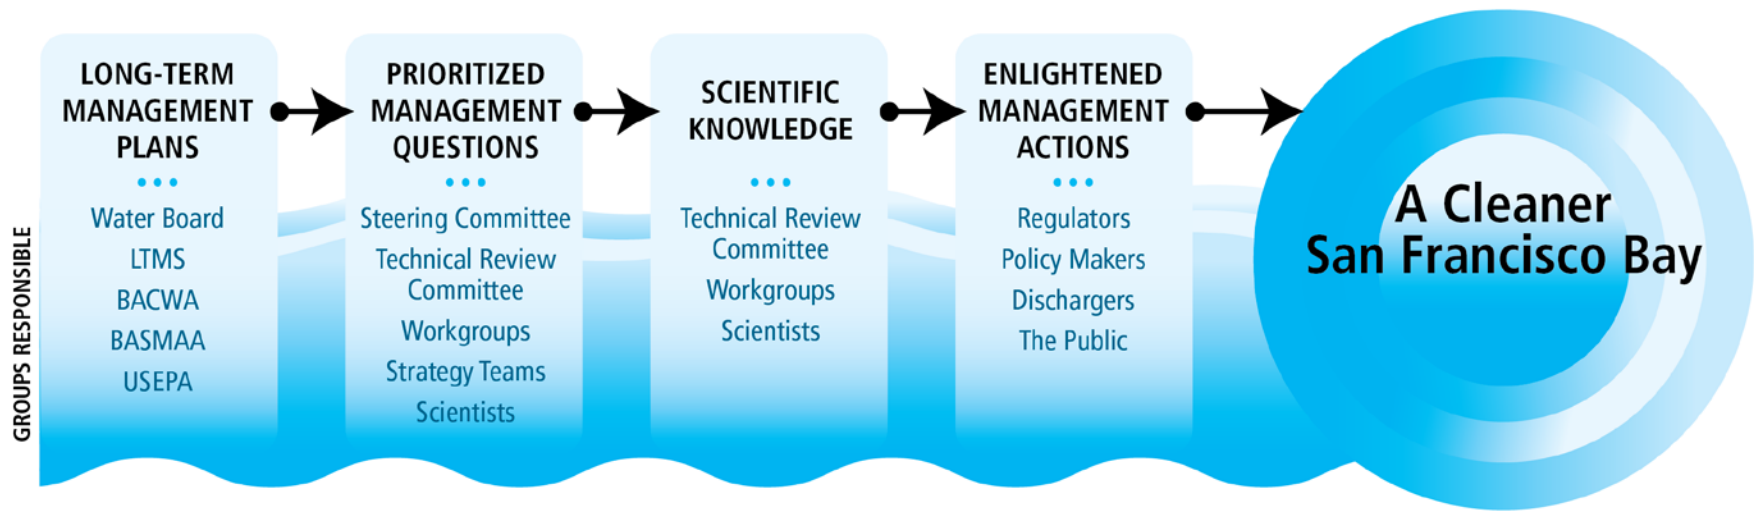 GROUPS RESPONSIBLE
LONG-TERM
MANAGEMENT
PLANS
Water Board
LTMS
BACWA
BASMAA
USEPA
PRIORITIZED
MANAGEMENT
QUESTIONS
Steering Committee
Technical Review
Committee
Workgroups
Strategy Teams
Scientists
SCIENTIFIC
KNOWLEDGE
Technical Review
Committee
Workgroups
Scientists
ENLIGHTENED
MANAGEMENT
ACTIONS
Regulators
Policy Makers
Dischargers
The Public
A Cleaner
San Francisco Bay